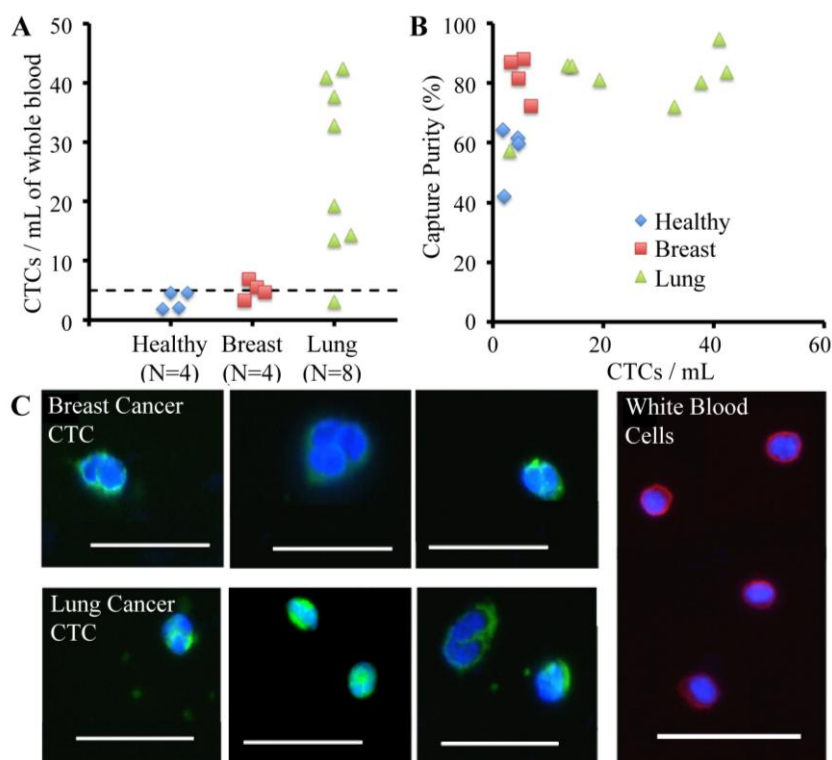 A
CTCs / mL of whole blood
50
40
30
20
10
0
Healthy
(N=4)
Breast
(N=4)
Lung
(N=8)
B
Capture Purity (%)
100
80
60
40
20
0
Healthy
Breast
Lung
0 20 40 60
CTCs / mL
C
Breast Cancer
CTC
White Blood
Cells
Lung Cancer
CTC